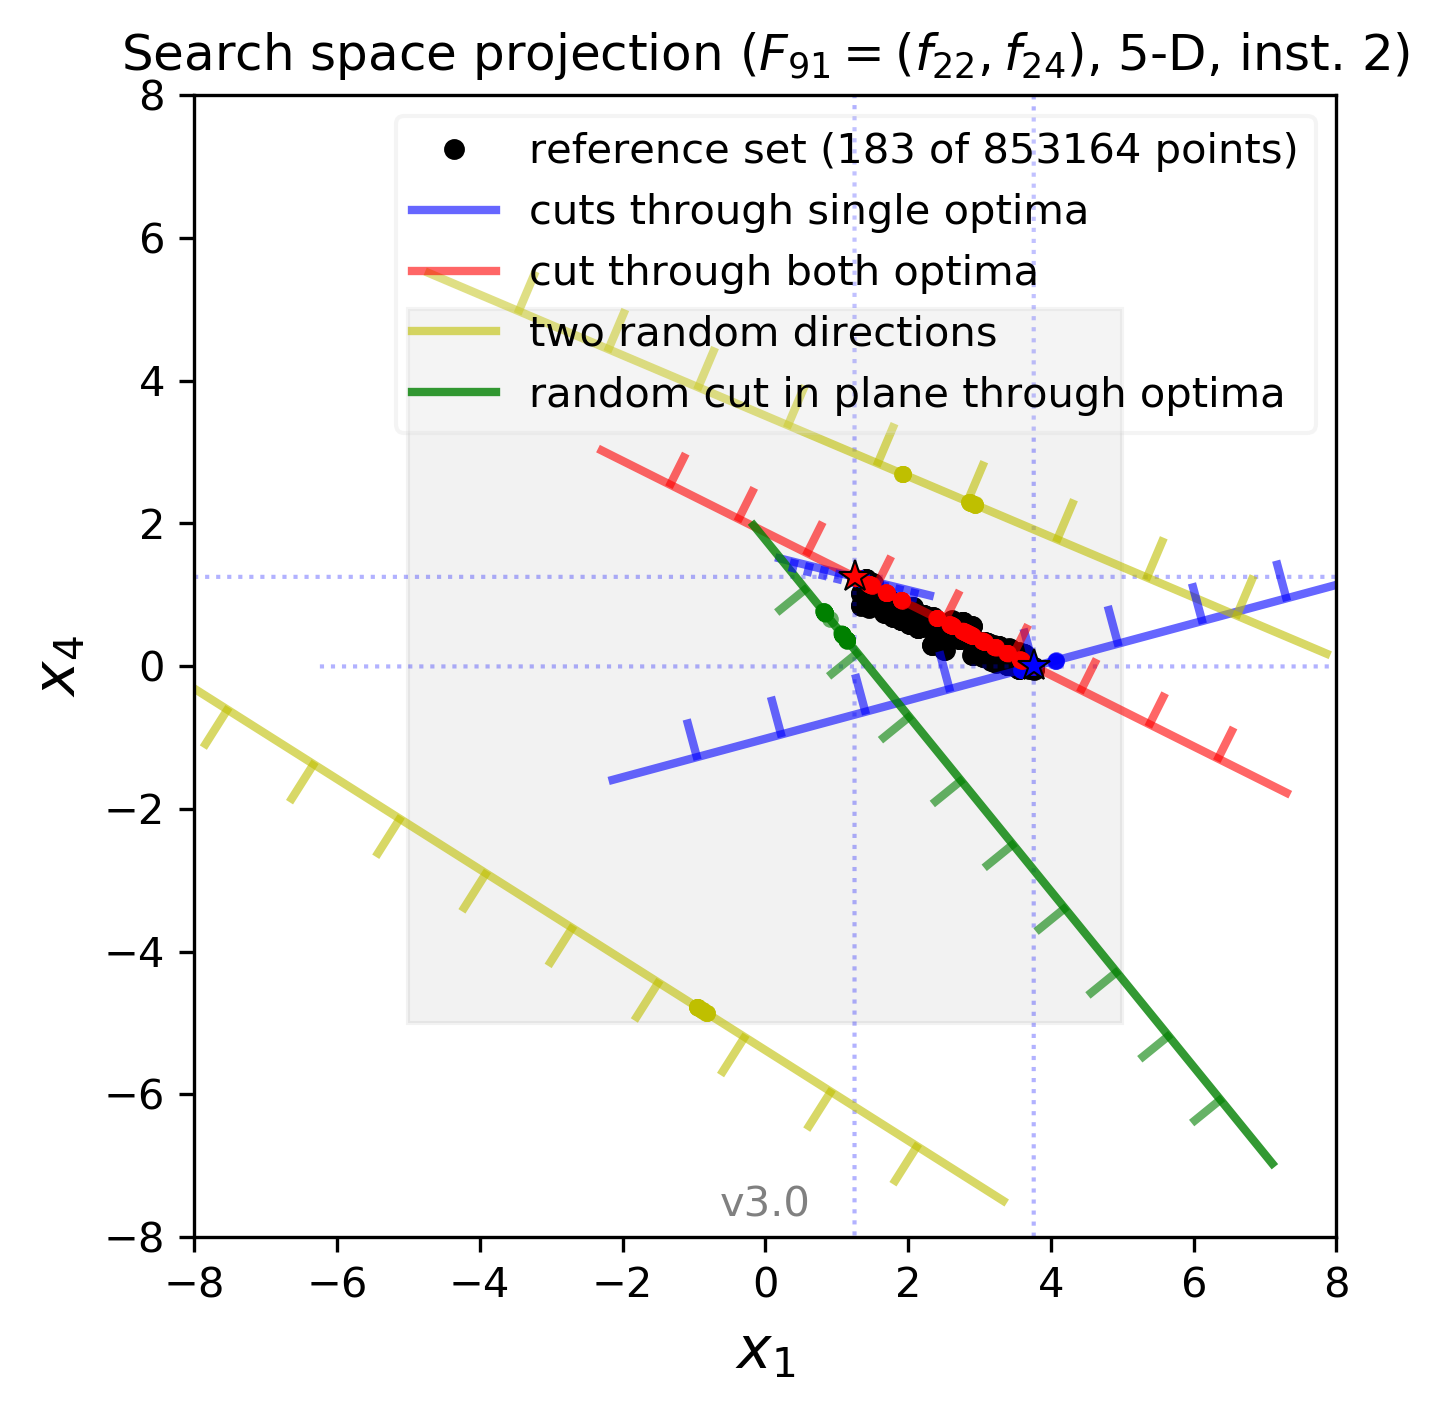 Search space projection (F91 = (f22, f24), 5-D, inst. 2)
reference set (183 of 853164 points)
cuts through single optima
cut through both optima
two random directions
random cut in plane through optima
8
6
4
2
0
−2
−4
−6
−8
x4
v3.0
−8 −6 −4 −2 0 2 4 6 8
x1